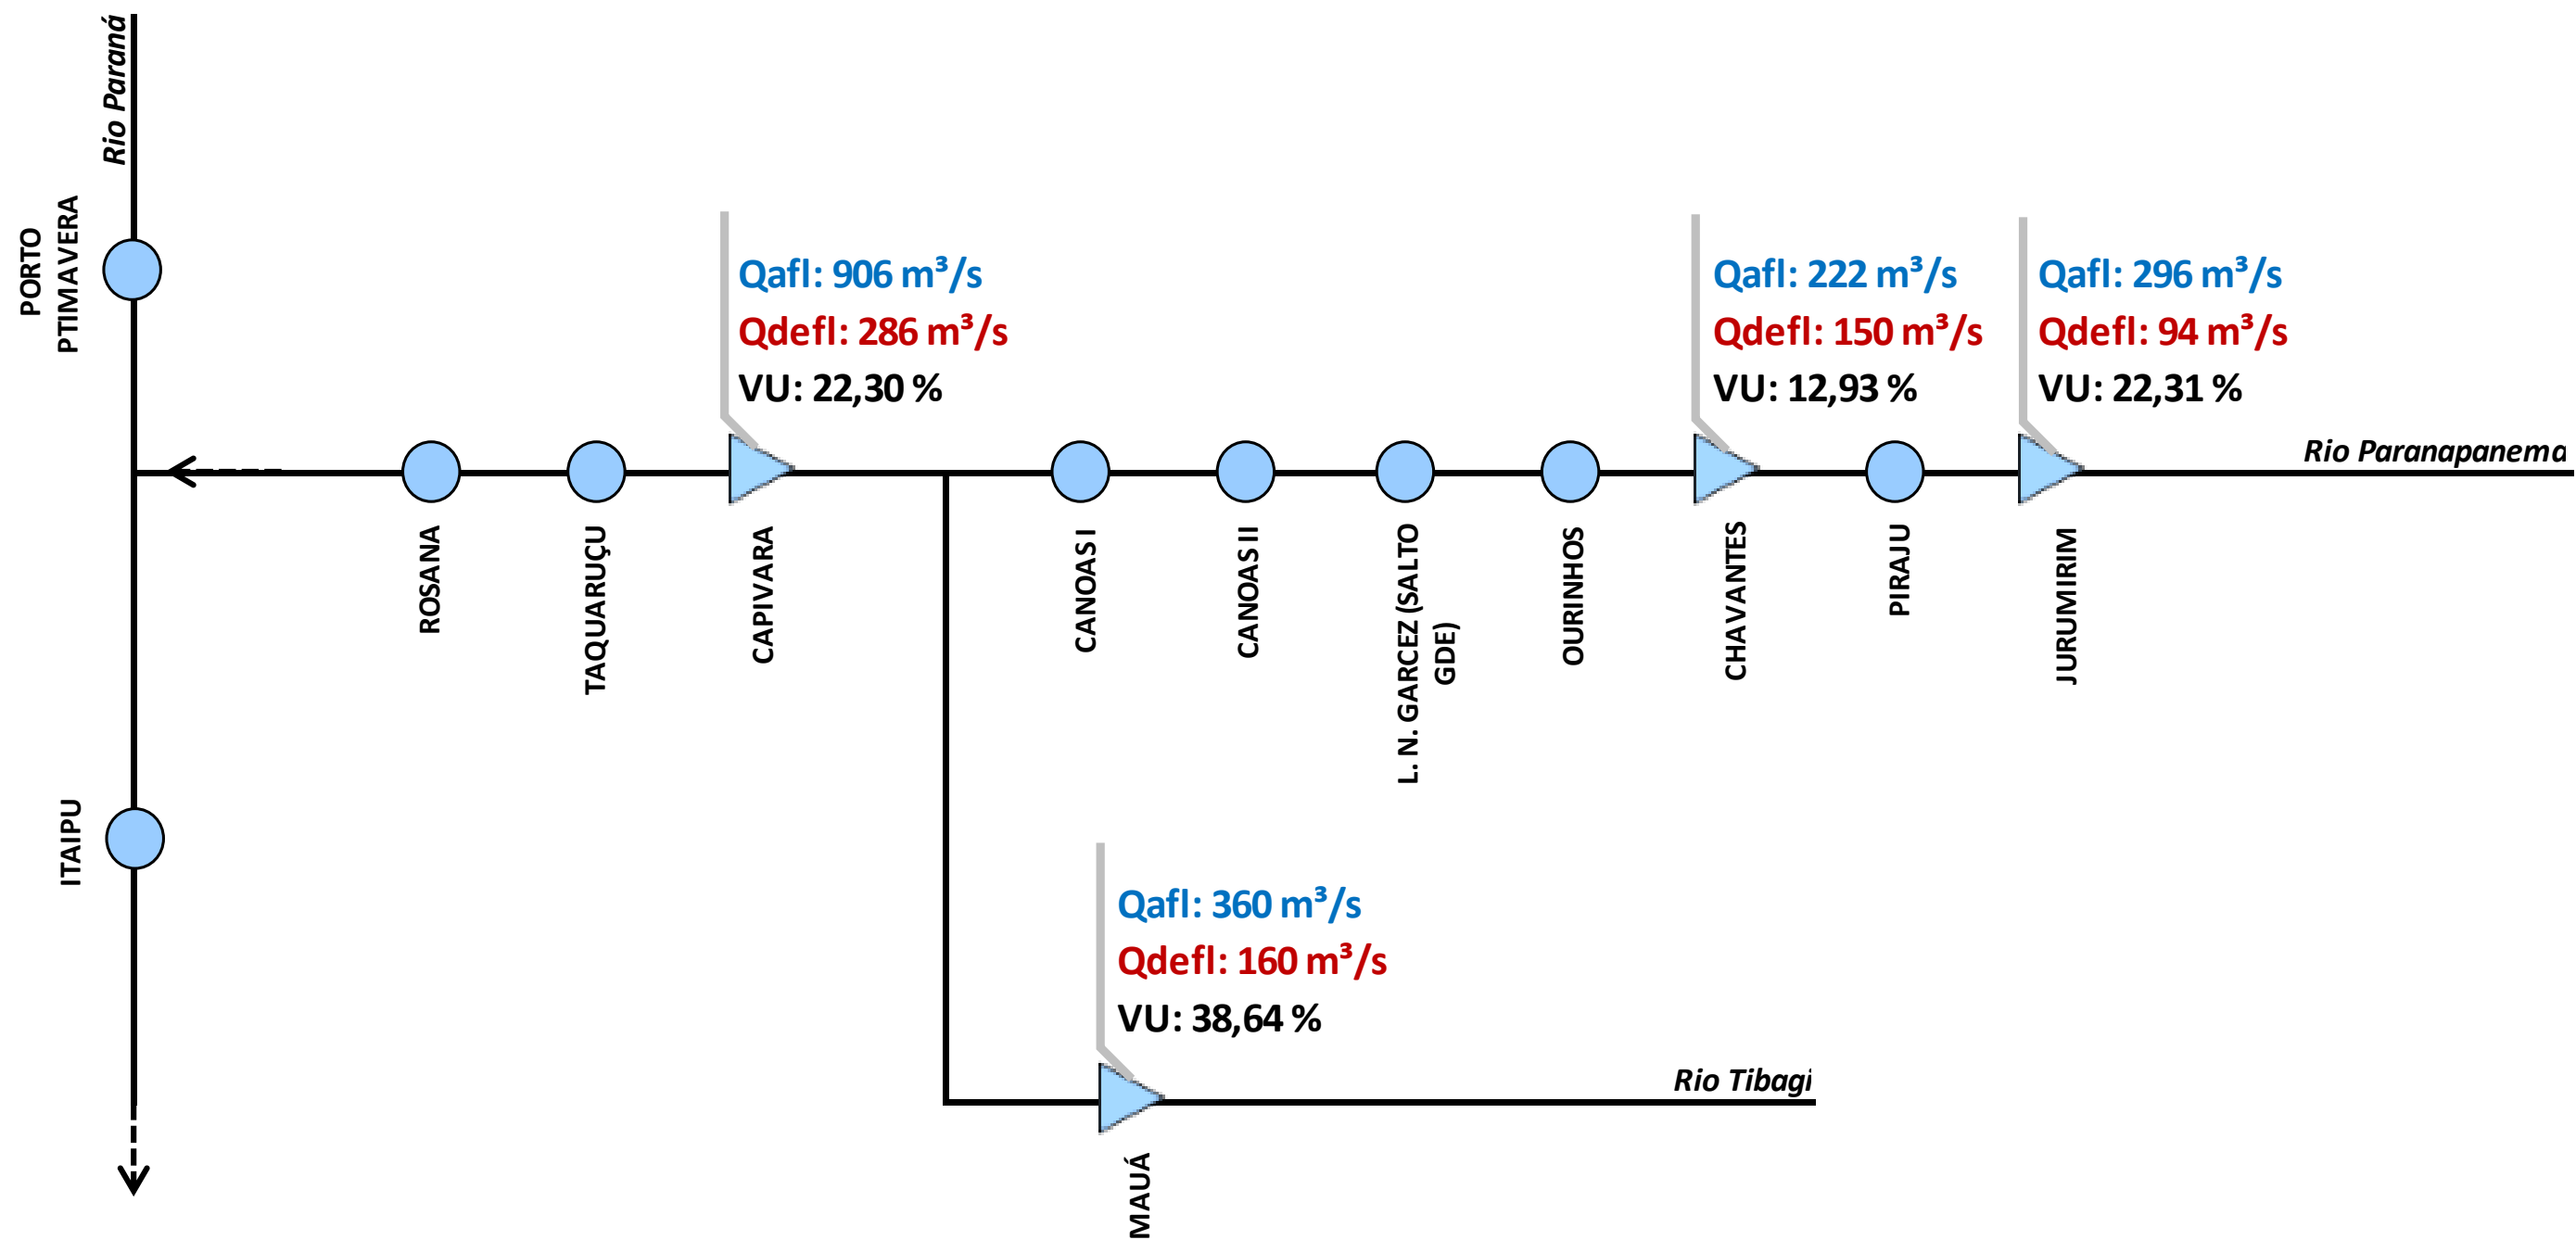 Rio Paraná
PORTO
PTIMAVERA
Qafl: 906 m³/s
Qdefl: 286 m³/s
VU: 22,30 %
Qafl: 222 m³/s
Qdefl: 150 m³/s
VU: 12,93 %
Qafl: 296 m³/s
Qdefl: 94 m³/s
VU: 22,31 %
Rio Paranapanema
ROSANA
TAQUARUÇU
CAPIVARA
CANOAS I
CANOAS II
L. N. GARCEZ (SALTO
GDE)
OURINHOS
CHAVANTES
PIRAJU
JURUMIRIM
ITAIPU
Qafl: 360 m³/s
Qdefl: 160 m³/s
VU: 38,64 %
Rio Tibagi
MAUÁ